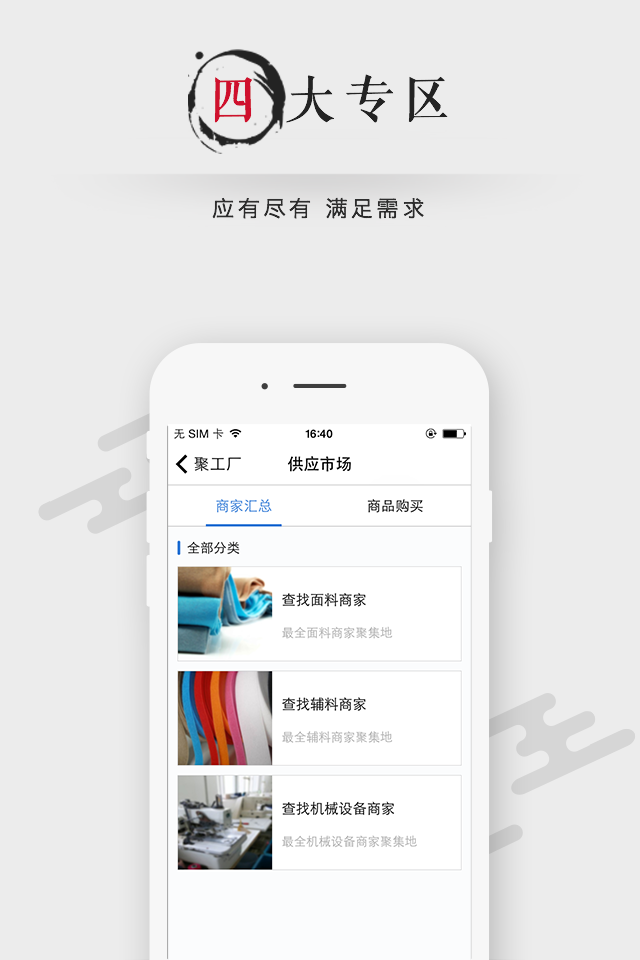 四大专区
应有尽有 满足需求
无 SIM 卡 16:40
聚工厂 供应市场
商家汇总 商品购买
全部分类
查找面料商家
最全面料商家聚集地
查找辅料商家
最全辅料商家聚集地
查找机械设备商家
最全机械设备商家聚集地